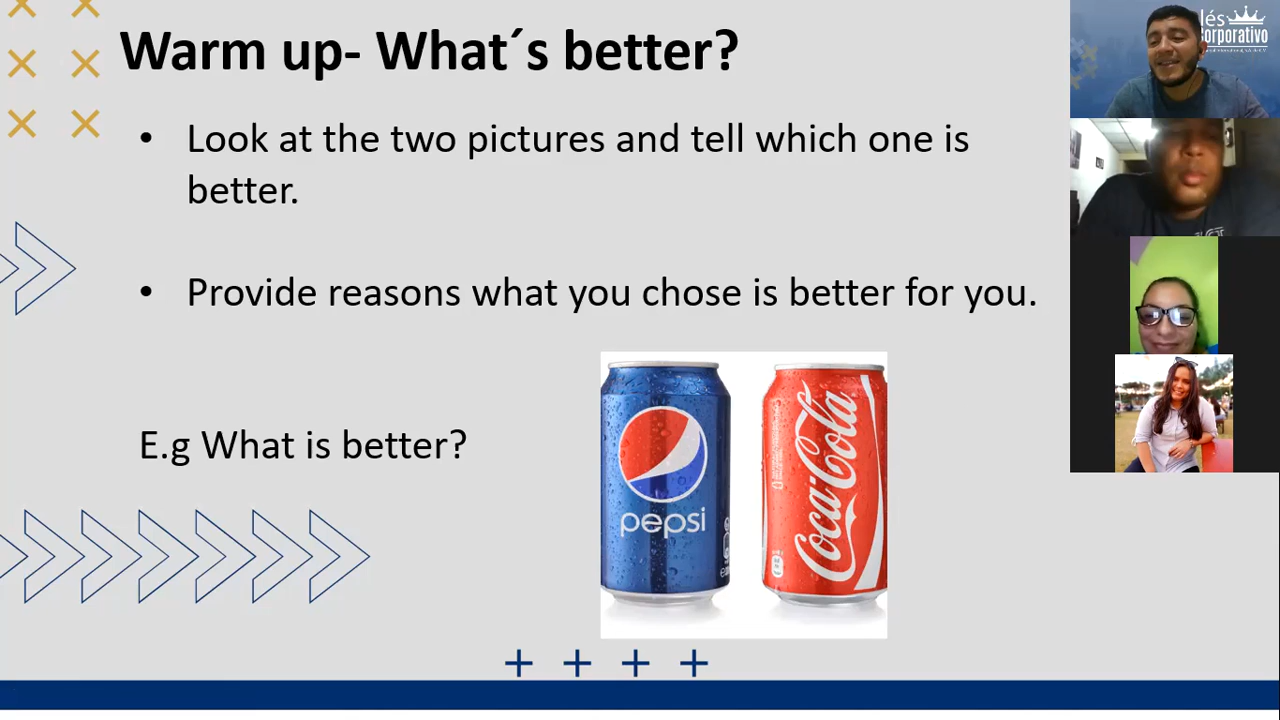 Warm up- What´s better?
• Look at the two pictures and tell which one is
better.
• Provide reasons what you chose is better for you.
E.g What is better?
pepsi
Coca-Cola
lés
Corporativo